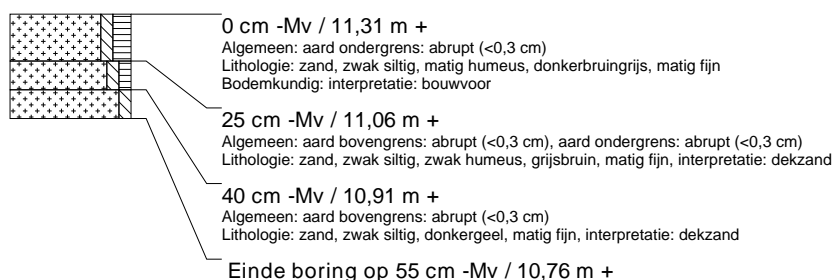 0 cm -Mv / 11,31 m +
Algemeen: aard ondergrens: abrupt (<0,3 cm)
Lithologie: zand, zwak siltig, matig humeus, donkerbruingrijs, matig fijn
Bodemkundig: interpretatie: bouwvoor
25 cm -Mv / 11,06 m +
Algemeen: aard bovengrens: abrupt (<0,3 cm), aard ondergrens: abrupt (<0,3 cm)
Lithologie: zand, zwak siltig, zwak humeus, grijsbruin, matig fijn, interpretatie: dekzand
40 cm -Mv / 10,91 m +
Algemeen: aard bovengrens: abrupt (<0,3 cm)
Lithologie: zand, zwak siltig, donkergeel, matig fijn, interpretatie: dekzand
Einde boring op 55 cm -Mv / 10,76 m +